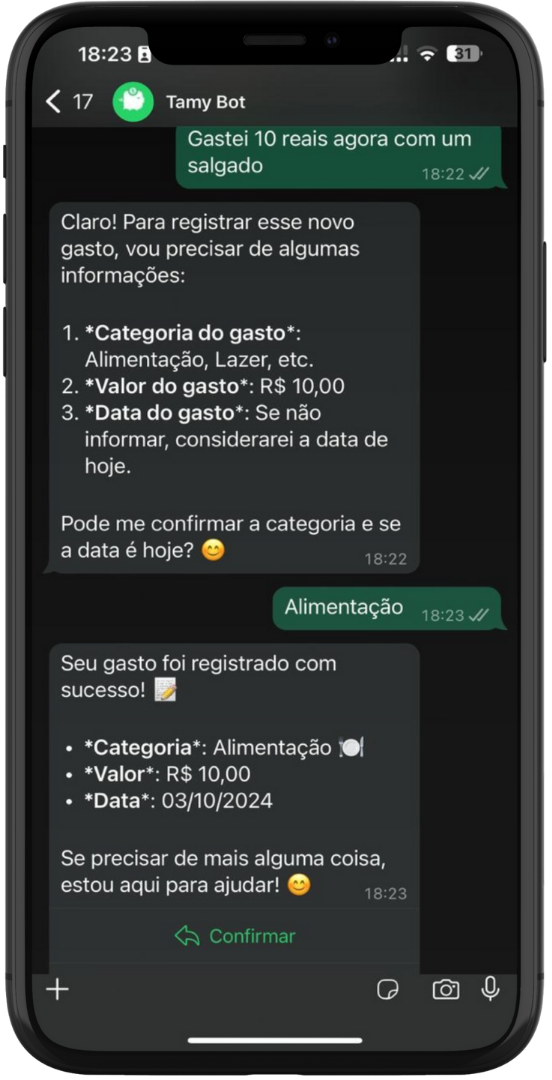 18:23
31
17
Tamy Bot
Gastei 10 reais agora com um
salgado
18:22
Claro! Para registrar esse novo
gasto, vou precisar de algumas
informações:
1. *Categoria do gasto*:
Alimentação, Lazer, etc.
2. *Valor do gasto*: R$ 10,00
3. *Data do gasto*: Se não
informar, considerarei a data de
hoje.
Pode me confirmar a categoria e se
a data é hoje? 😊
18:22
Alimentação
18:23
Seu gasto foi registrado com
sucesso! 📝
• *Categoria*: Alimentação 🍽️
• *Valor*: R$ 10,00
• *Data*: 03/10/2024
Se precisar de mais alguma coisa,
estou aqui para ajudar! 😊
18:23
Confirmar